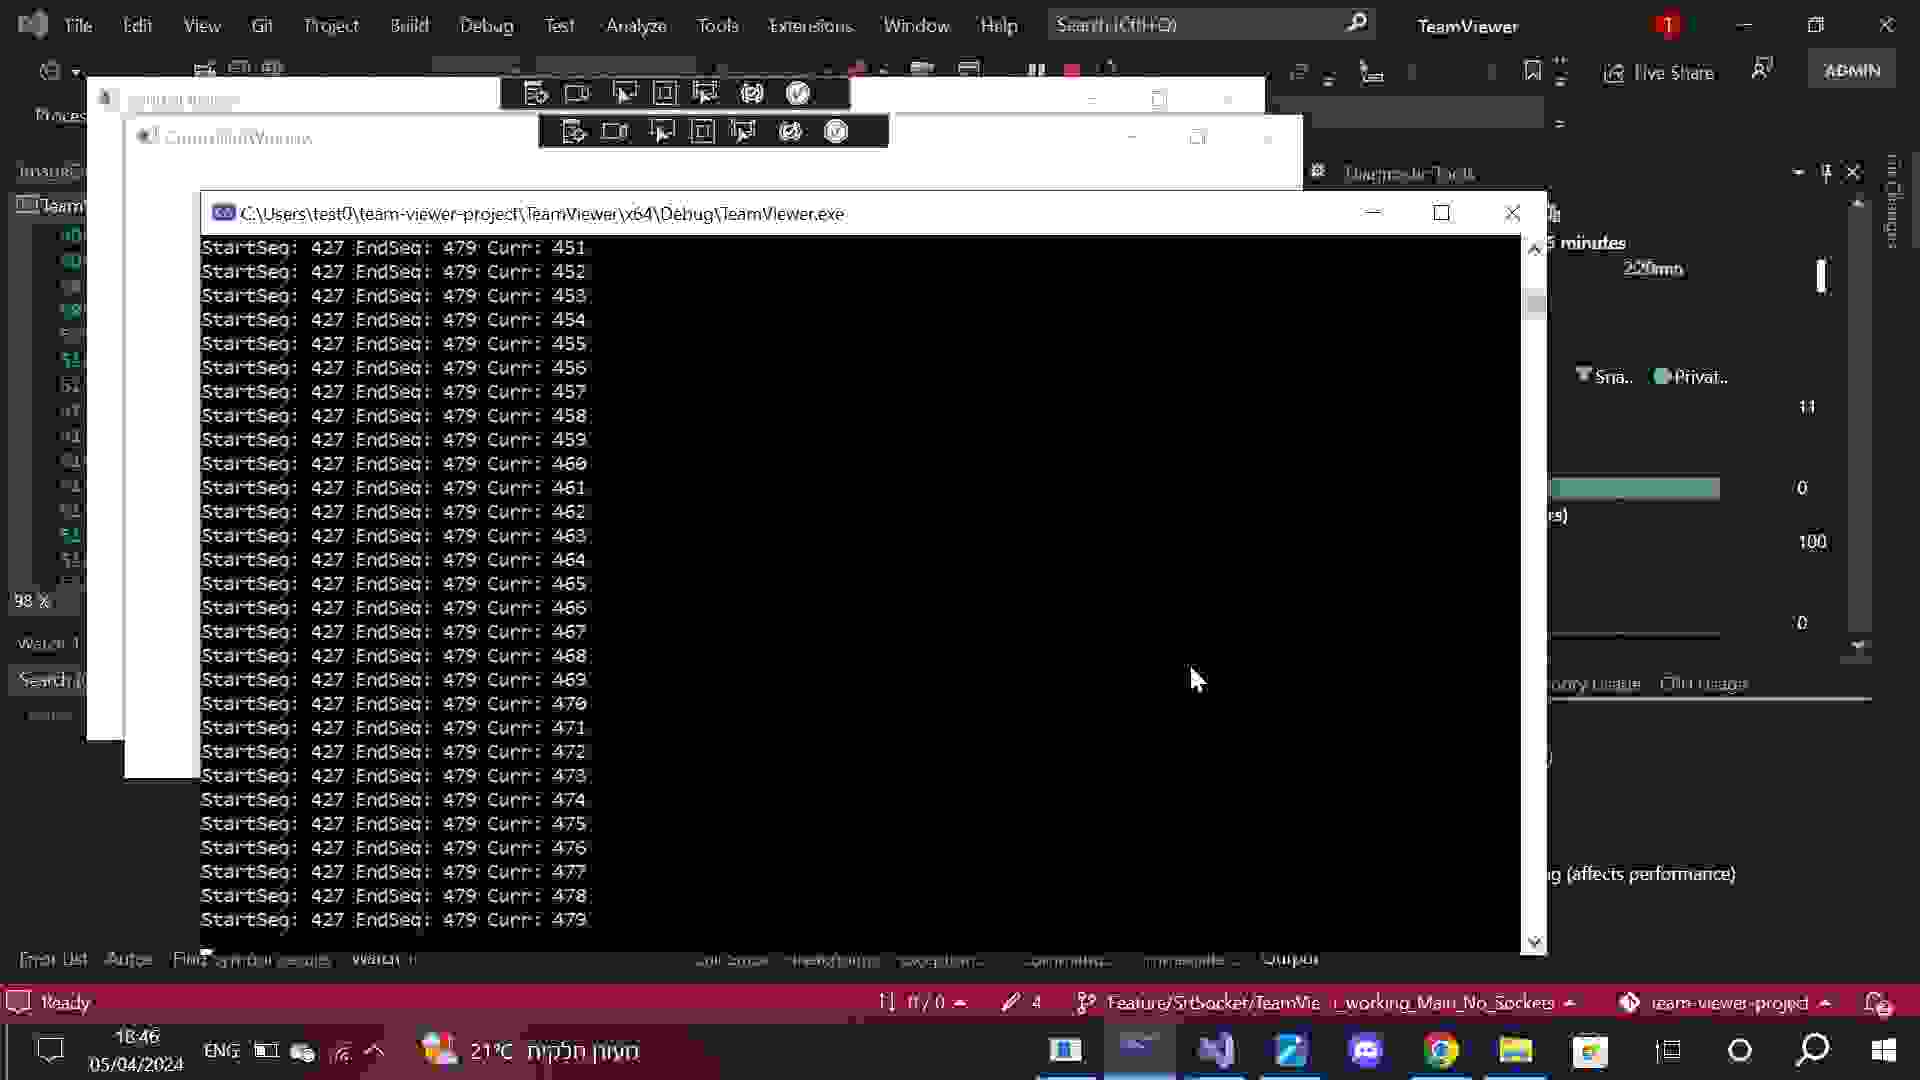 File Edit View Git Project Build Debug Test Analyze Tools Extensions Window Help Search (Ctrl+Q) TeamViewer 1
Live Share ADMIN
Proces
Diagnostic Tools
C:\Users\test0\team-viewer-project\TeamViewer\x64\Debug\TeamViewer.exe
5 minutes
StartSeq: 427 EndSeq: 479 Curr: 451
StartSeq: 427 EndSeq: 479 Curr: 452
StartSeq: 427 EndSeq: 479 Curr: 453
StartSeq: 427 EndSeq: 479 Curr: 454
StartSeq: 427 EndSeq: 479 Curr: 455
StartSeq: 427 EndSeq: 479 Curr: 456
StartSeq: 427 EndSeq: 479 Curr: 457
StartSeq: 427 EndSeq: 479 Curr: 458
StartSeq: 427 EndSeq: 479 Curr: 459
StartSeq: 427 EndSeq: 479 Curr: 460
StartSeq: 427 EndSeq: 479 Curr: 461
StartSeq: 427 EndSeq: 479 Curr: 462
StartSeq: 427 EndSeq: 479 Curr: 463
StartSeq: 427 EndSeq: 479 Curr: 464
StartSeq: 427 EndSeq: 479 Curr: 465
StartSeq: 427 EndSeq: 479 Curr: 466
StartSeq: 427 EndSeq: 479 Curr: 467
StartSeq: 427 EndSeq: 479 Curr: 468
StartSeq: 427 EndSeq: 479 Curr: 469
StartSeq: 427 EndSeq: 479 Curr: 470
StartSeq: 427 EndSeq: 479 Curr: 471
StartSeq: 427 EndSeq: 479 Curr: 472
StartSeq: 427 EndSeq: 479 Curr: 473
StartSeq: 427 EndSeq: 479 Curr: 474
StartSeq: 427 EndSeq: 479 Curr: 475
StartSeq: 427 EndSeq: 479 Curr: 476
StartSeq: 427 EndSeq: 479 Curr: 477
StartSeq: 427 EndSeq: 479 Curr: 478
StartSeq: 427 EndSeq: 479 Curr: 479
Sna.. Privat..
11
0
100
0
98 %
Watch 1
Search (
CPU Usage
g (affects performance)
Error List Autos Watch 1 Output
Ready 4 Feature/SrtSocket/TeamVie working_Main_No_Sockets team-viewer-project
18:46
05/04/2024
ENG 21°C מעונן חלקית